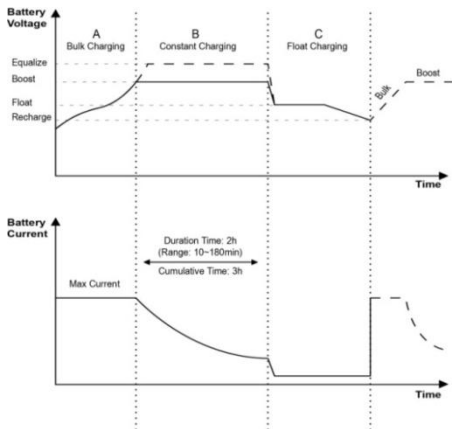 Battery
Voltage
A
Bulk Charging
B
Constant Charging
C
Float Charging
Equalize
Boost
Float
Recharge
Bulk
Boost
Time
Battery
Current
Duration Time: 2h
(Range: 10~180min)
Cumulative Time: 3h
Max Current
Time